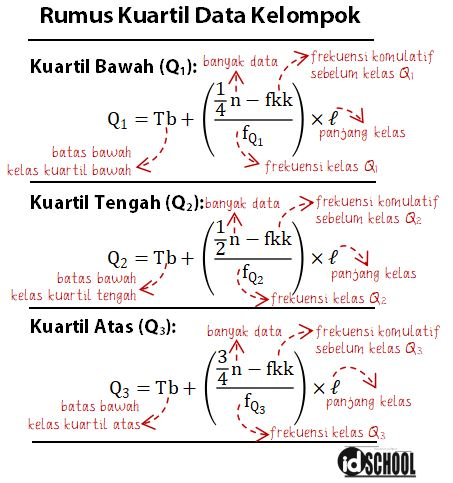 Rumus Kuartil Data Kelompok
Kuartil Bawah (Q₁):
banyak data
frekuensi komulatif
sebelum kelas Q₁
Q₁ = Tb + ( (1/4 n − fkk) / f_Q₁ ) × ℓ
panjang kelas
batas bawah
kelas kuartil bawah
frekuensi kelas Q₁
Kuartil Tengah (Q₂):
banyak data
frekuensi komulatif
sebelum kelas Q₂
Q₂ = Tb + ( (1/2 n − fkk) / f_Q₂ ) × ℓ
panjang kelas
batas bawah
kelas kuartil tengah
frekuensi kelas Q₂
Kuartil Atas (Q₃):
banyak data
frekuensi komulatif
sebelum kelas Q₃
Q₃ = Tb + ( (3/4 n − fkk) / f_Q₃ ) × ℓ
panjang kelas
batas bawah
kelas kuartil atas
frekuensi kelas Q₃
idSCHOOL